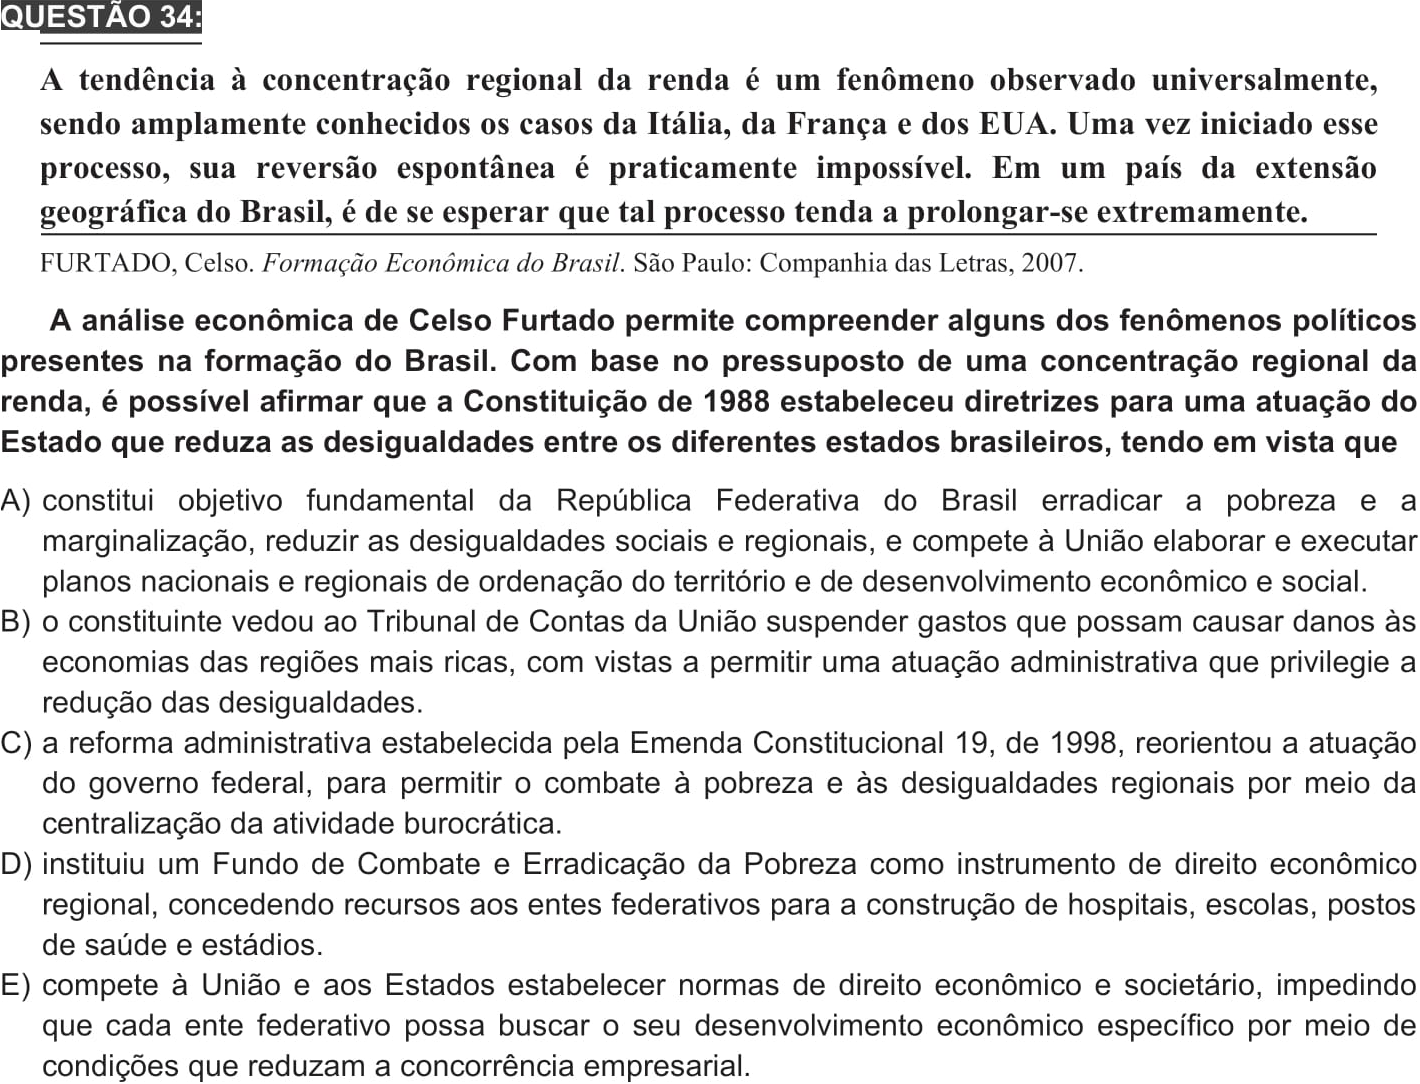 QUESTÃO 34:
A tendência à concentração regional da renda é um fenômeno observado universalmente,
sendo amplamente conhecidos os casos da Itália, da França e dos EUA. Uma vez iniciado esse
processo, sua reversão espontânea é praticamente impossível. Em um país da extensão
geográfica do Brasil, é de se esperar que tal processo tenda a prolongar-se extremamente.
FURTADO, Celso. Formação Econômica do Brasil. São Paulo: Companhia das Letras, 2007.
A análise econômica de Celso Furtado permite compreender alguns dos fenômenos políticos
presentes na formação do Brasil. Com base no pressuposto de uma concentração regional da
renda, é possível afirmar que a Constituição de 1988 estabeleceu diretrizes para uma atuação do
Estado que reduza as desigualdades entre os diferentes estados brasileiros, tendo em vista que
A) constitui objetivo fundamental da República Federativa do Brasil erradicar a pobreza e a
marginalização, reduzir as desigualdades sociais e regionais, e compete à União elaborar e executar
planos nacionais e regionais de ordenação do território e de desenvolvimento econômico e social.
B) o constituinte vedou ao Tribunal de Contas da União suspender gastos que possam causar danos às
economias das regiões mais ricas, com vistas a permitir uma atuação administrativa que privilegie a
redução das desigualdades.
C) a reforma administrativa estabelecida pela Emenda Constitucional 19, de 1998, reorientou a atuação
do governo federal, para permitir o combate à pobreza e às desigualdades regionais por meio da
centralização da atividade burocrática.
D) instituiu um Fundo de Combate e Erradicação da Pobreza como instrumento de direito econômico
regional, concedendo recursos aos entes federativos para a construção de hospitais, escolas, postos
de saúde e estádios.
E) compete à União e aos Estados estabelecer normas de direito econômico e societário, impedindo
que cada ente federativo possa buscar o seu desenvolvimento econômico específico por meio de
condições que reduzam a concorrência empresarial.